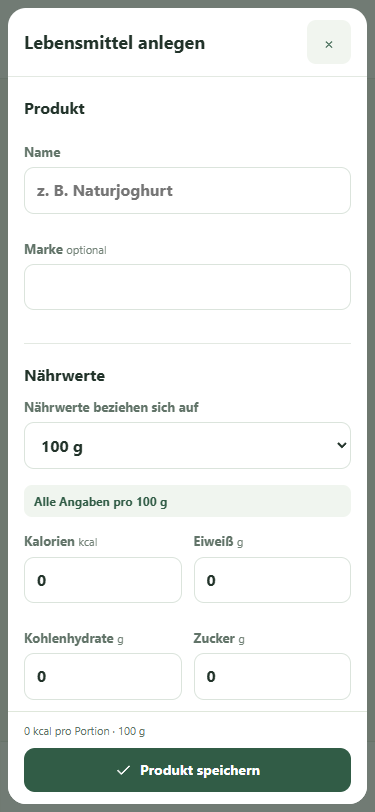 Lebensmittel anlegen
×
Produkt
Name
z. B. Naturjoghurt
Marke optional
Nährwerte
Nährwerte beziehen sich auf
100 g
Alle Angaben pro 100 g
Kalorien kcal Eiweiß g
0 0
Kohlenhydrate g Zucker g
0 0
0 kcal pro Portion · 100 g
Produkt speichern